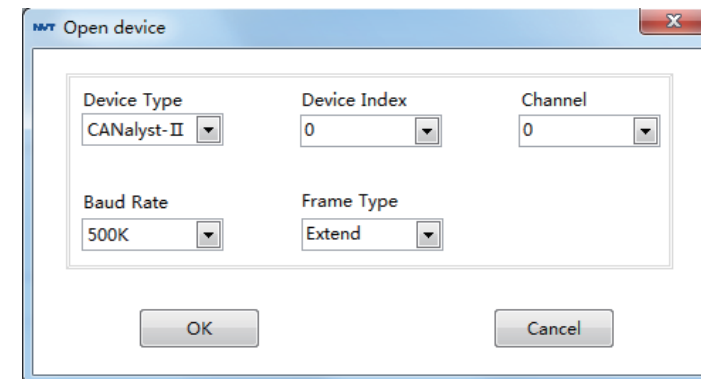 NVT Open device
Device Type Device Index Channel
CANalyst-II 0 0
Baud Rate Frame Type
500K Extend
OK Cancel